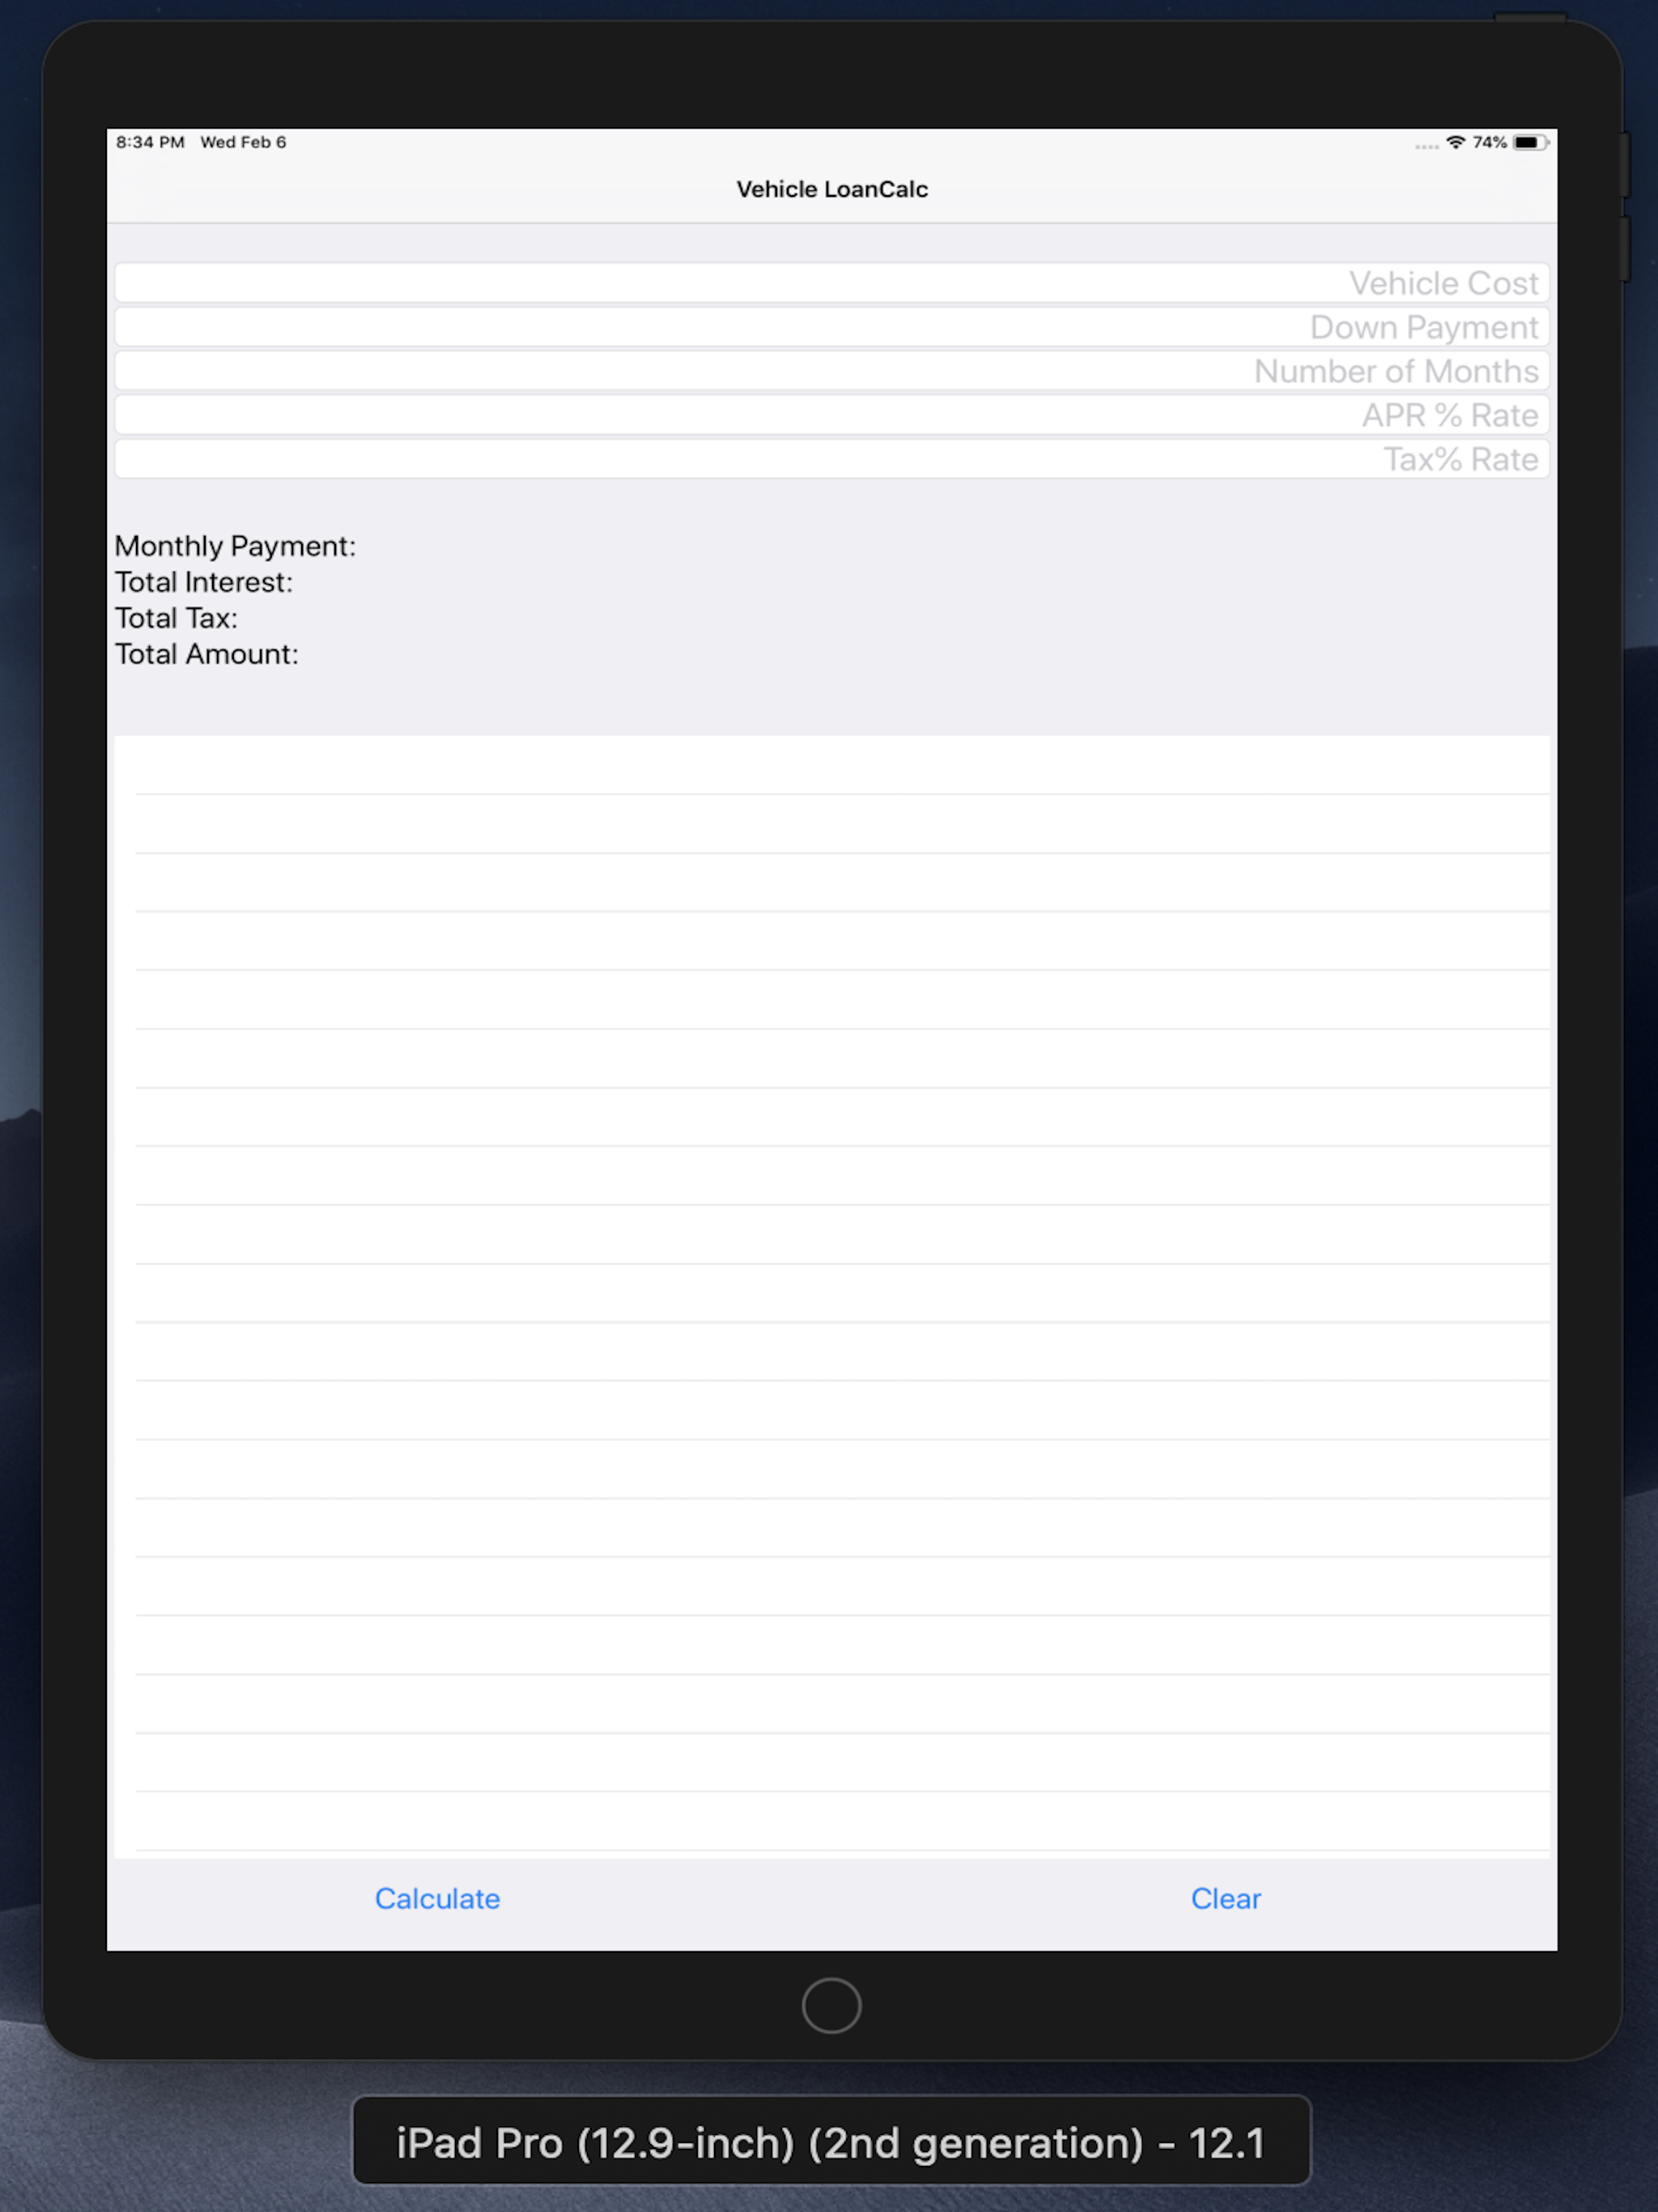 8:34 PM Wed Feb 6 74%
Vehicle LoanCalc
Vehicle Cost
Down Payment
Number of Months
APR % Rate
Tax% Rate
Monthly Payment:
Total Interest:
Total Tax:
Total Amount:
Calculate Clear
iPad Pro (12.9-inch) (2nd generation) - 12.1